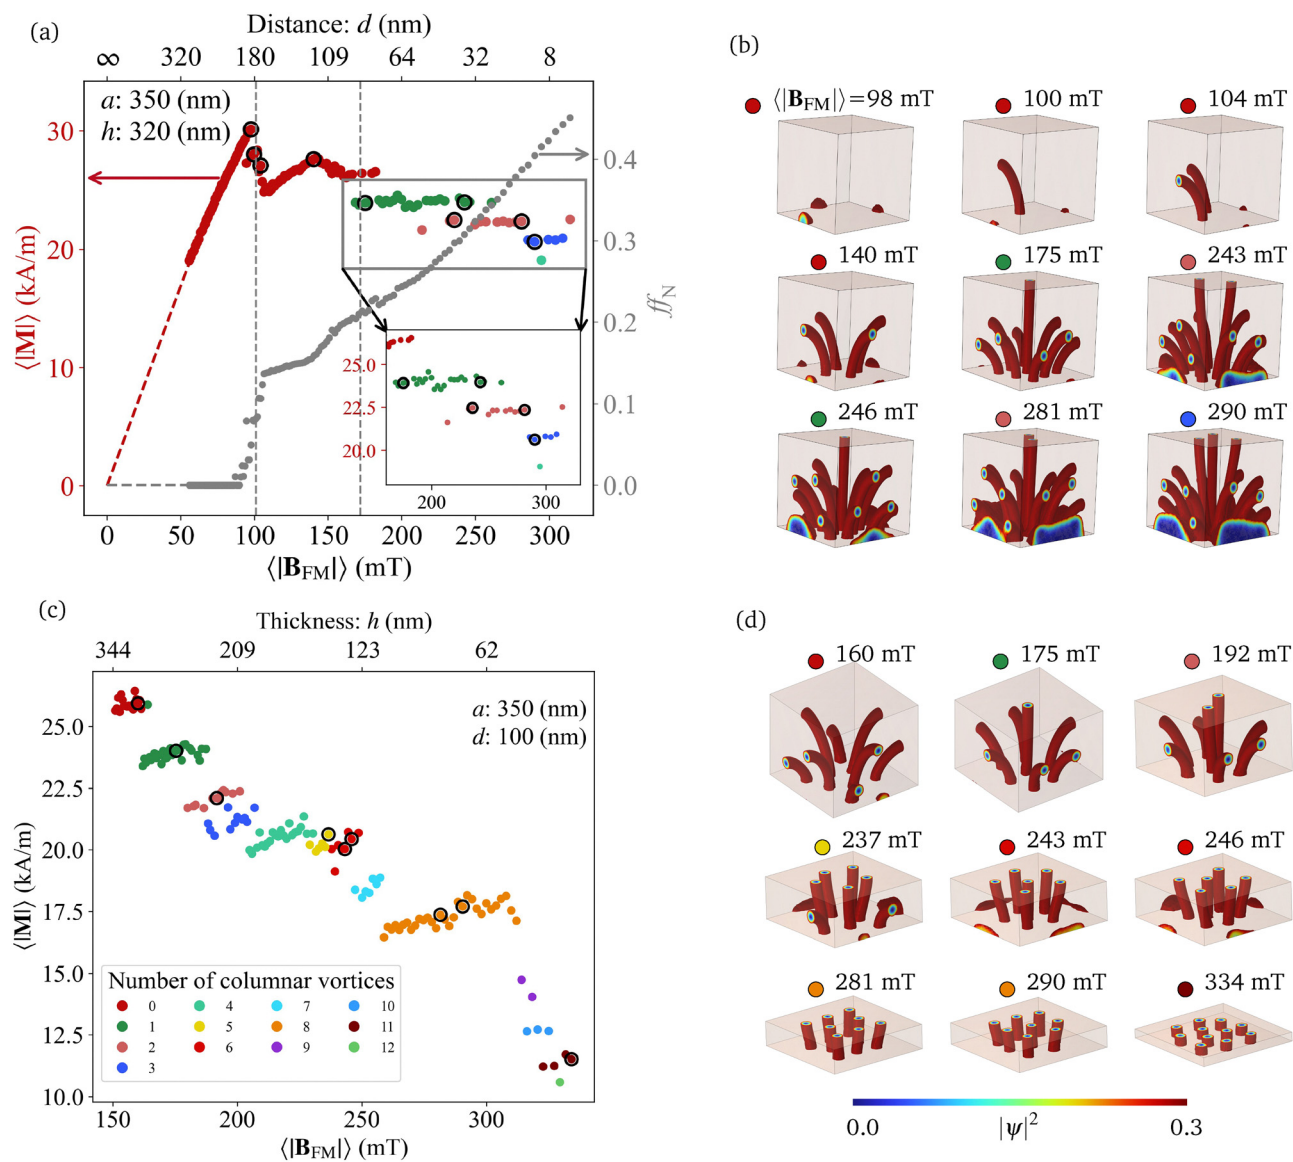 (a)
Distance: d (nm)
∞ 320 180 109 64 32 8
a: 350 (nm)
h: 320 (nm)
30
20
10
0
⟨|M|⟩ (kA/m)
0.4
0.3
0.2
0.1
0.0
ff_N
25.0
22.5
20.0
200 300
0 50 100 150 200 250 300
⟨|B_FM|⟩ (mT)
(b)
⟨|B_FM|⟩=98 mT 100 mT 104 mT
140 mT 175 mT 243 mT
246 mT 281 mT 290 mT
(c)
Thickness: h (nm)
344 209 123 62
a: 350 (nm)
d: 100 (nm)
25.0
22.5
20.0
17.5
15.0
12.5
10.0
⟨|M|⟩ (kA/m)
Number of columnar vortices
0 4 7 10
1 5 8 11
2 6 9 12
3
150 200 250 300
⟨|B_FM|⟩ (mT)
(d)
160 mT 175 mT 192 mT
237 mT 243 mT 246 mT
281 mT 290 mT 334 mT
0.0 |ψ|² 0.3